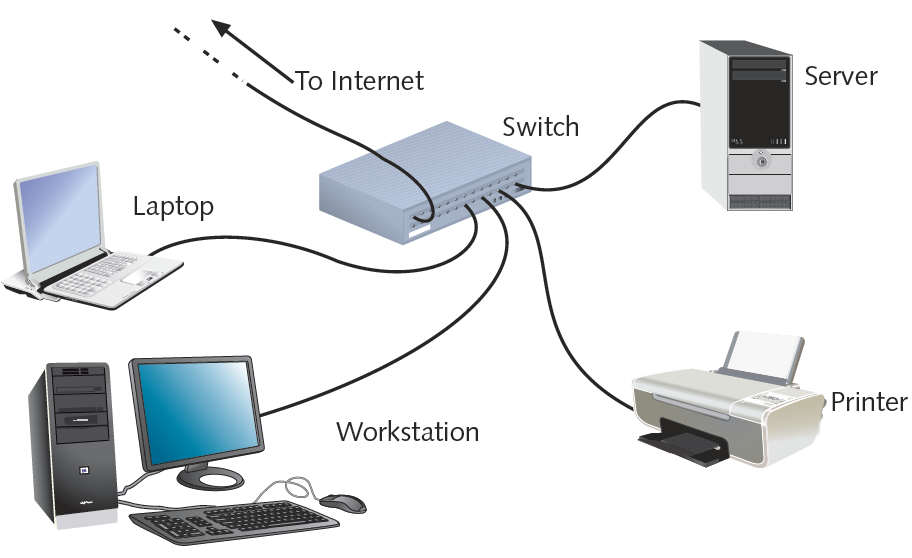 To Internet
Server
Switch
Laptop
Printer
Workstation